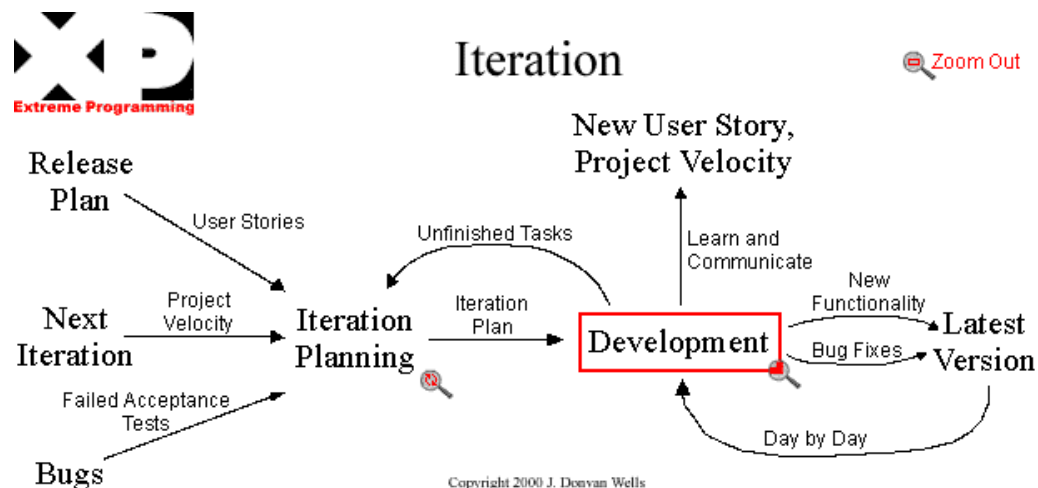 XP
Extreme Programming
Iteration
Zoom Out
New User Story,
Project Velocity
Release
Plan
User Stories
Unfinished Tasks
Learn and
Communicate
New
Functionality
Project
Velocity
Iteration
Plan
Next
Iteration
Iteration
Planning
Development
Latest
Version
Bug Fixes
Failed Acceptance
Tests
Day by Day
Bugs
Copyright 2000 J. Donvan Wells